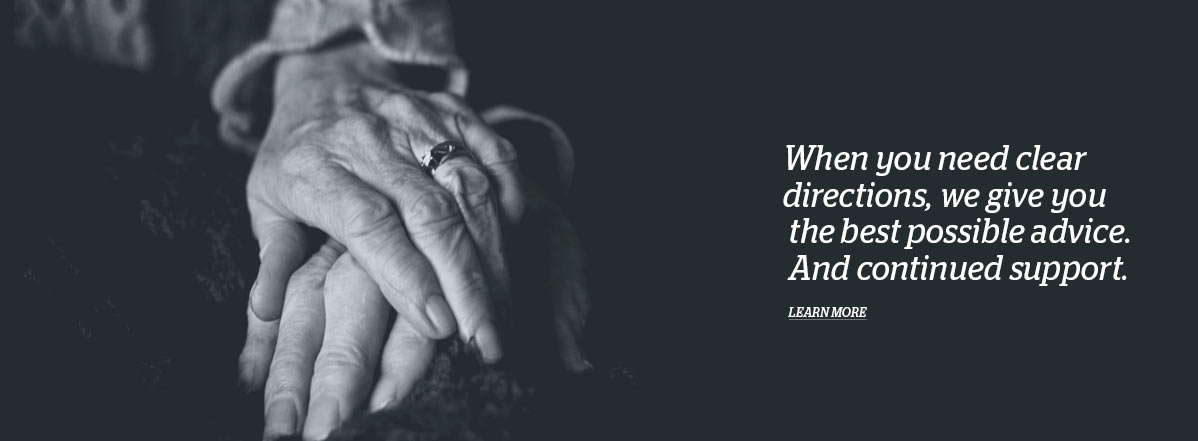 When you need clear
directions, we give you
the best possible advice.
And continued support.
LEARN MORE